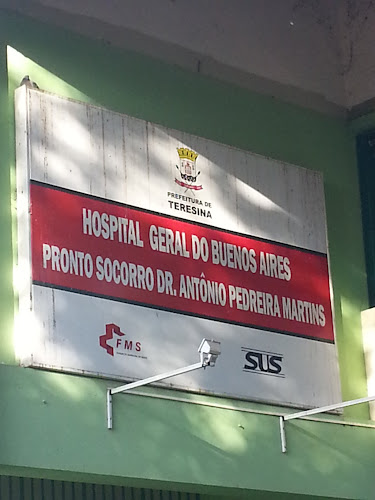 PREFEITURA DE
TERESINA
HOSPITAL GERAL DO BUENOS AIRES
PRONTO SOCORRO DR. ANTÔNIO PEDREIRA MARTINS
FMS
SUS